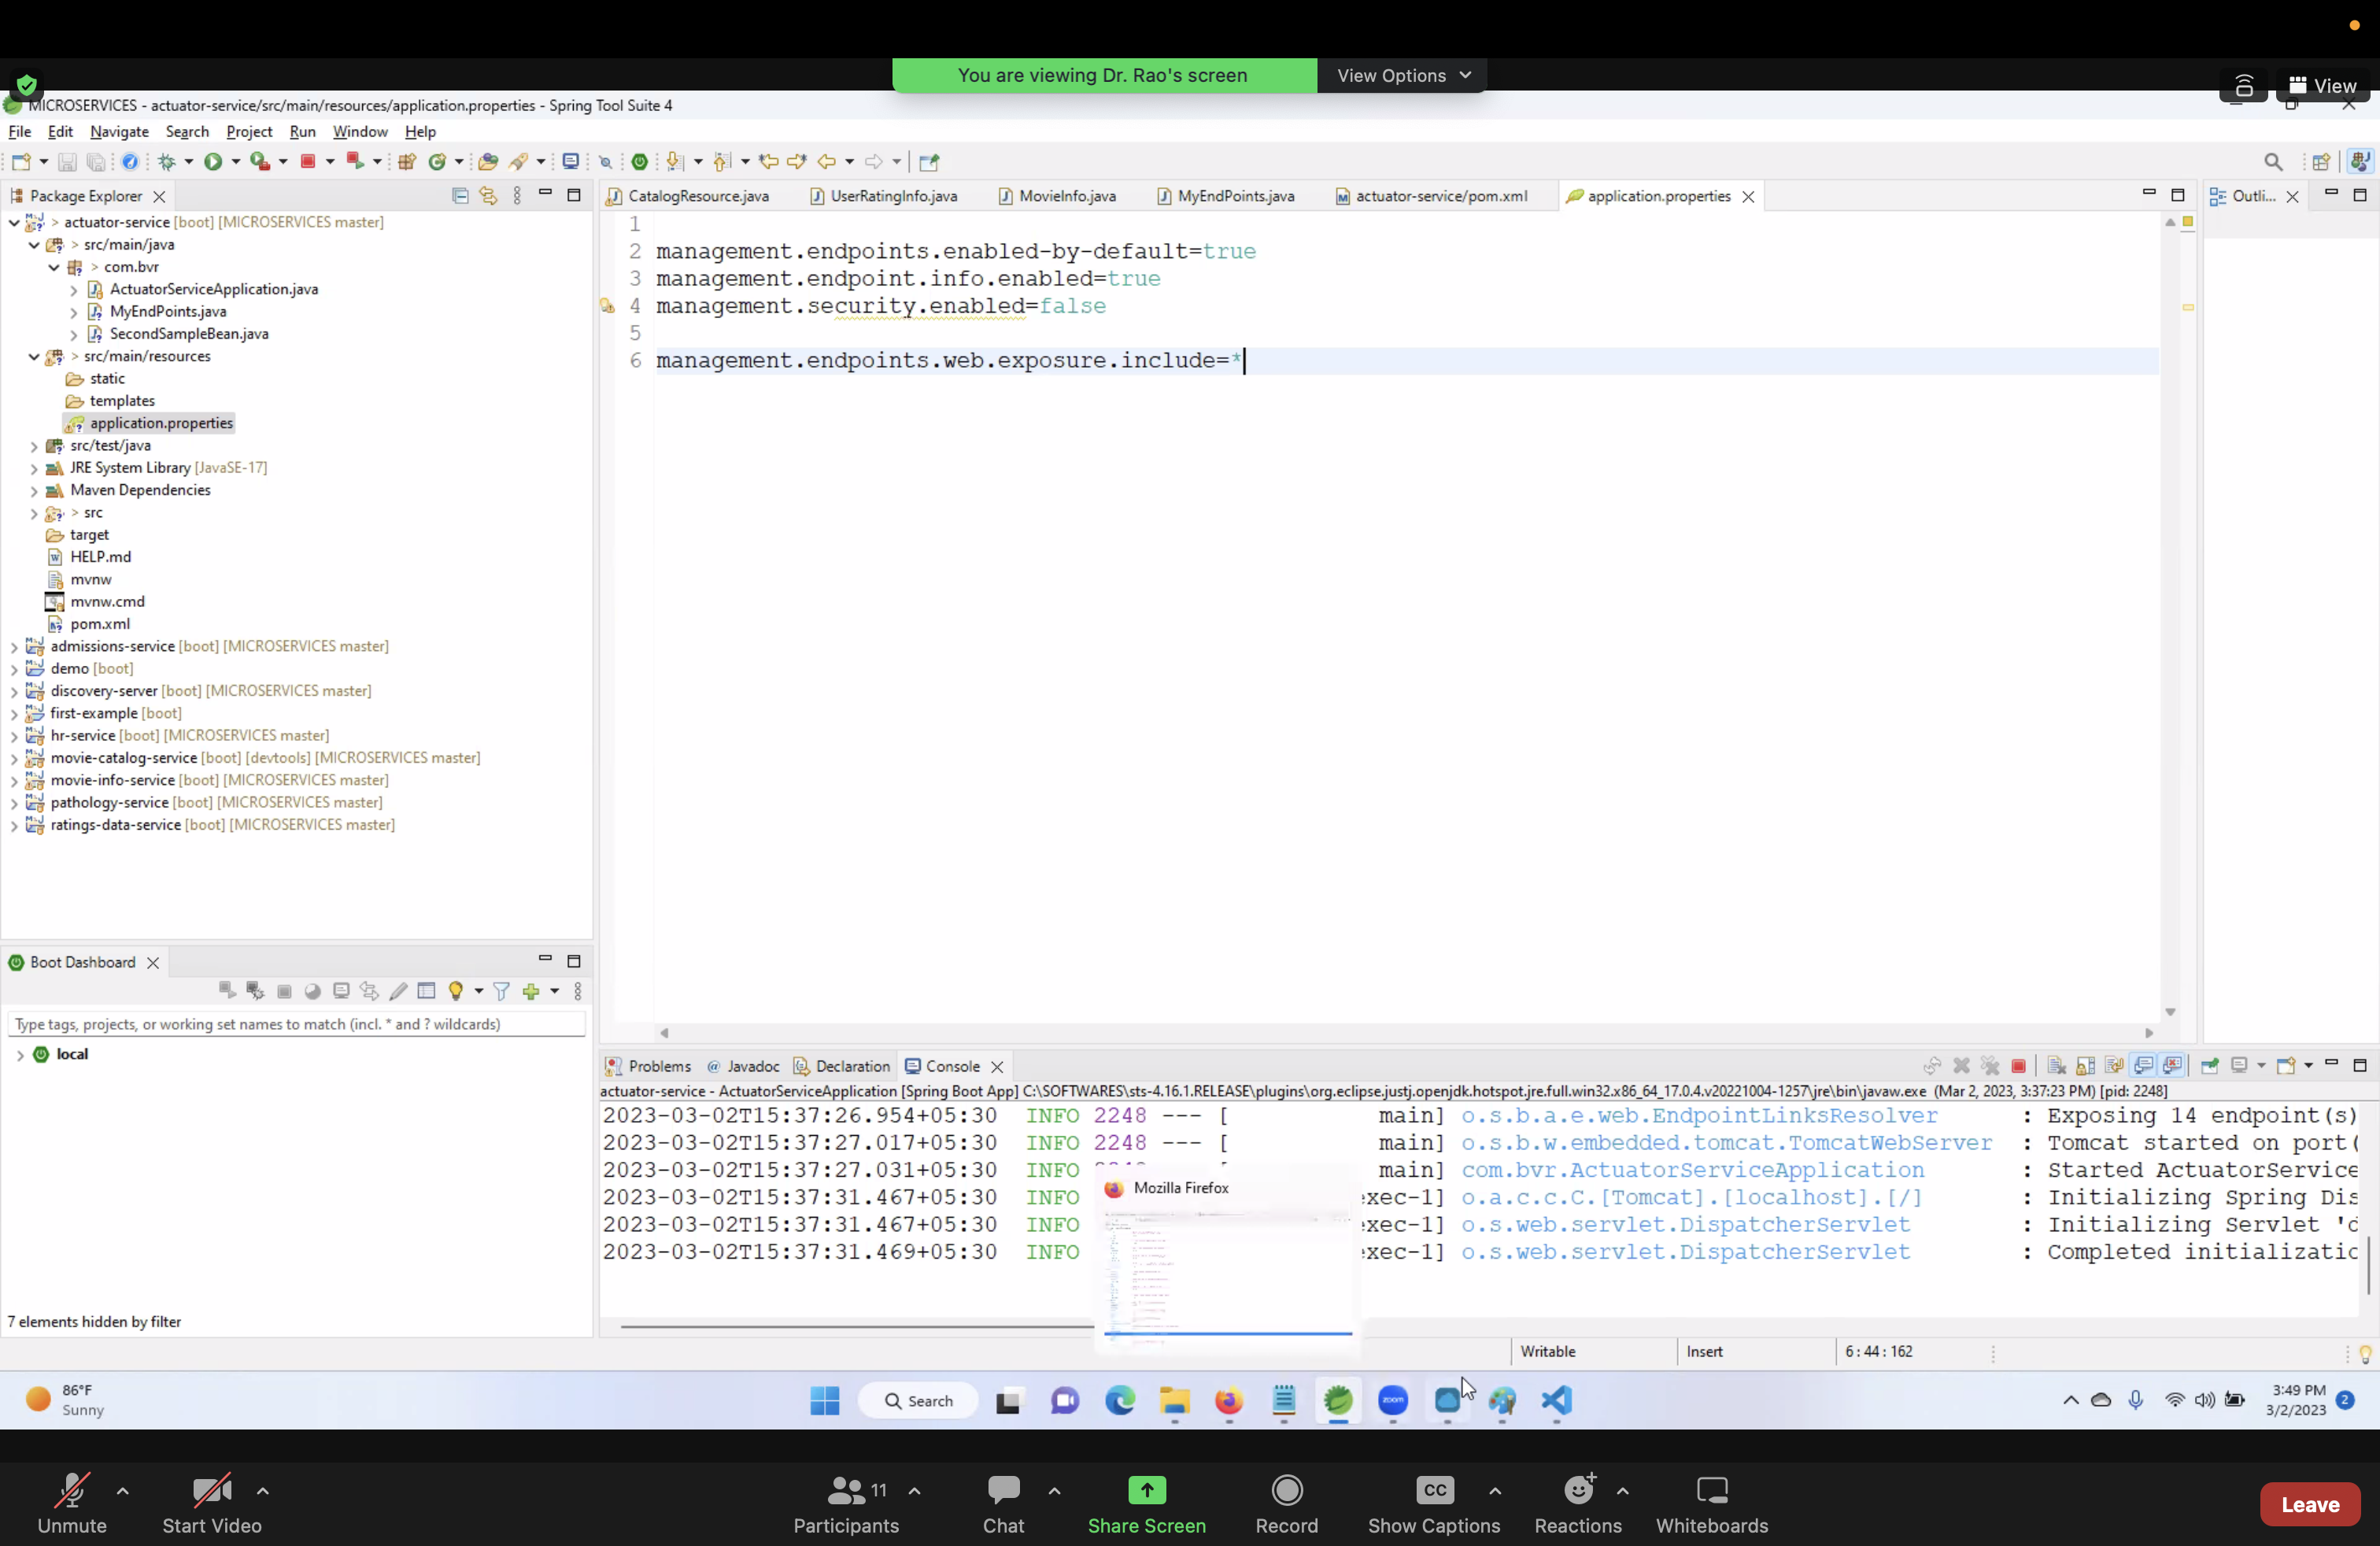 You are viewing Dr. Rao's screen
View Options
View
MICROSERVICES - actuator-service/src/main/resources/application.properties - Spring Tool Suite 4
File Edit Navigate Search Project Run Window Help
Package Explorer
CatalogResource.java UserRatingInfo.java MovieInfo.java MyEndPoints.java actuator-service/pom.xml application.properties
Outli...
> actuator-service [boot] [MICROSERVICES master]
> src/main/java
> com.bvr
ActuatorServiceApplication.java
MyEndPoints.java
SecondSampleBean.java
> src/main/resources
static
templates
application.properties
src/test/java
JRE System Library [JavaSE-17]
Maven Dependencies
> src
target
HELP.md
mvnw
mvnw.cmd
pom.xml
admissions-service [boot] [MICROSERVICES master]
demo [boot]
discovery-server [boot] [MICROSERVICES master]
first-example [boot]
hr-service [boot] [MICROSERVICES master]
movie-catalog-service [boot] [devtools] [MICROSERVICES master]
movie-info-service [boot] [MICROSERVICES master]
pathology-service [boot] [MICROSERVICES master]
ratings-data-service [boot] [MICROSERVICES master]
1
2 management.endpoints.enabled-by-default=true
3 management.endpoint.info.enabled=true
4 management.security.enabled=false
5
6 management.endpoints.web.exposure.include=*
Boot Dashboard
Type tags, projects, or working set names to match (incl. * and ? wildcards)
local
7 elements hidden by filter
Problems @ Javadoc Declaration Console
actuator-service - ActuatorServiceApplication [Spring Boot App] C:\SOFTWARES\sts-4.16.1.RELEASE\plugins\org.eclipse.justj.openjdk.hotspot.jre.full.win32.x86_64_17.0.4.v20221004-1257\jre\bin\javaw.exe (Mar 2, 2023, 3:37:23 PM) [pid: 2248]
2023-03-02T15:37:26.954+05:30 INFO 2248 --- [ main] o.s.b.a.e.web.EndpointLinksResolver : Exposing 14 endpoint(s)
2023-03-02T15:37:27.017+05:30 INFO 2248 --- [ main] o.s.b.w.embedded.tomcat.TomcatWebServer : Tomcat started on port(
2023-03-02T15:37:27.031+05:30 INFO main] com.bvr.ActuatorServiceApplication : Started ActuatorService
2023-03-02T15:37:31.467+05:30 INFO exec-1] o.a.c.c.C.[Tomcat].[localhost].[/] : Initializing Spring Dis
2023-03-02T15:37:31.467+05:30 INFO exec-1] o.s.web.servlet.DispatcherServlet : Initializing Servlet 'd
2023-03-02T15:37:31.469+05:30 INFO exec-1] o.s.web.servlet.DispatcherServlet : Completed initializatic
Mozilla Firefox
Writable Insert 6 : 44 : 162
86°F
Sunny
Search
zoom
3:49 PM
3/2/2023
2
Unmute
Start Video
11
Participants
Chat
Share Screen
Record
CC
Show Captions
Reactions
Whiteboards
Leave